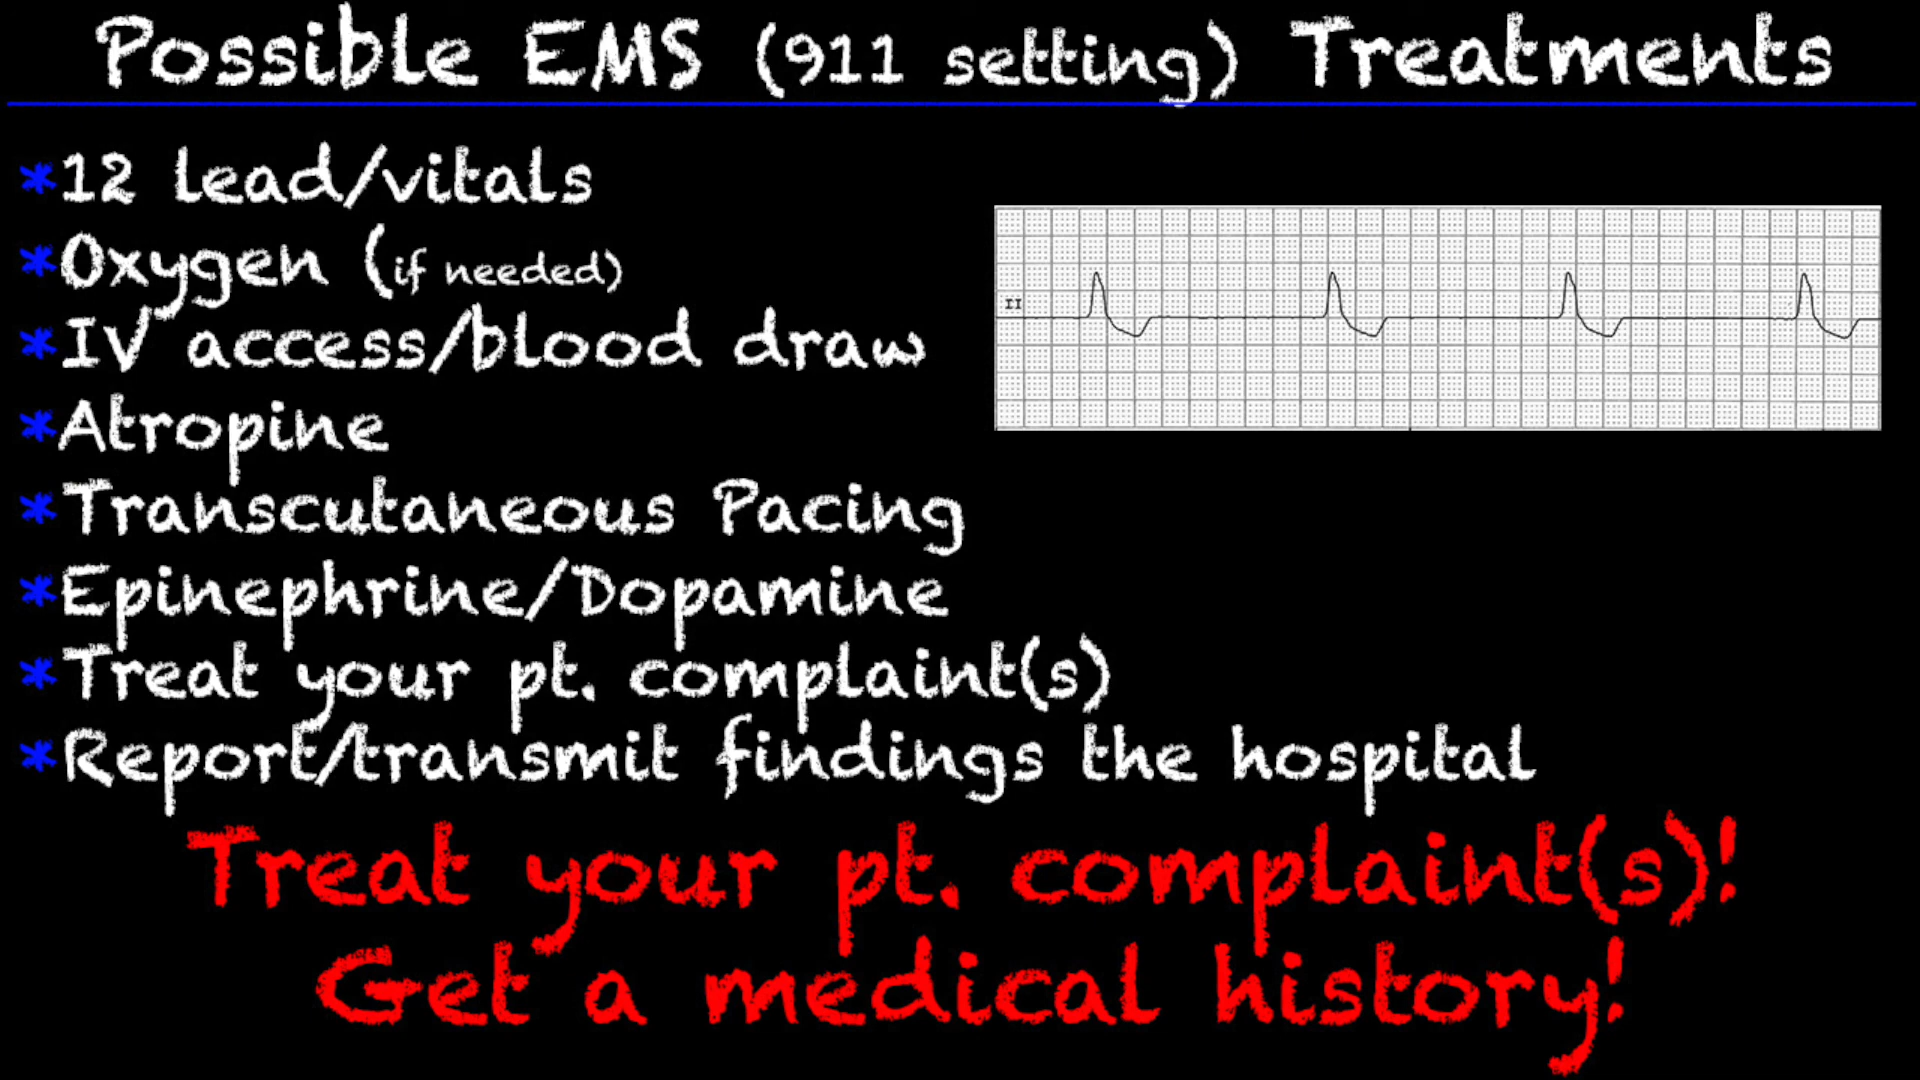 Possible EMS (911 setting) Treatments
*12 lead/vitals
*Oxygen (if needed)
*IV access/blood draw
*Atropine
*Transcutaneous Pacing
*Epinephrine/Dopamine
*Treat your pt. complaint(s)
*Report/transmit findings the hospital
II
Treat your pt. complaint(s)!
Get a medical history!